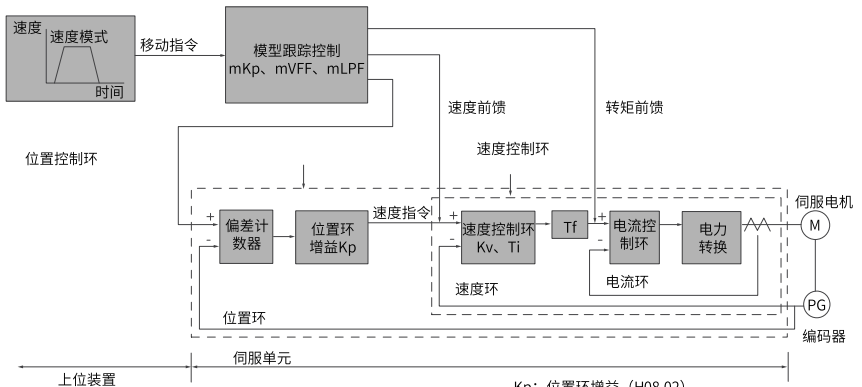 速度
速度模式
时间
移动指令
模型跟踪控制
mKp、mVFF、mLPF
速度前馈
转矩前馈
位置控制环
速度控制环
伺服电机
+
-
偏差计
数器
位置环
增益Kp
速度指令
+
-
速度控制环
Kv、Ti
Tf
+
-
电流控
制环
电力
转换
M
电流环
速度环
PG
位置环
编码器
伺服单元
上位装置
Kp：位置环增益（H08.02）